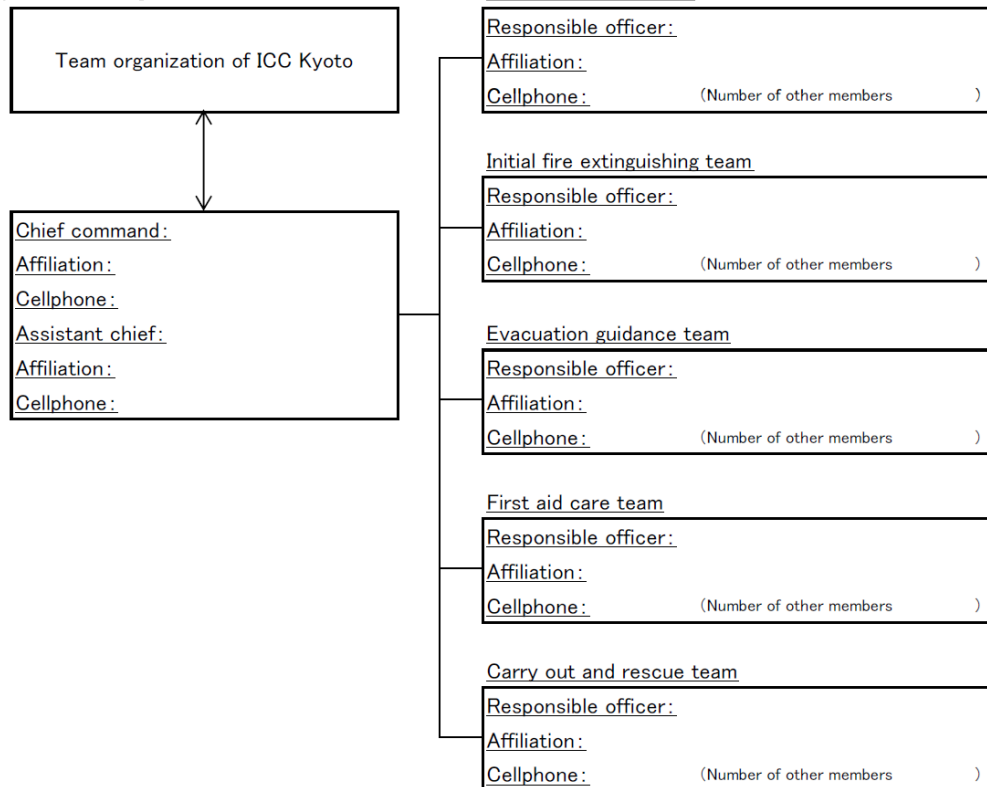 Team organization of ICC Kyoto
Chief command:
Affiliation:
Cellphone:
Assistant chief:
Affiliation:
Cellphone:
Responsible officer:
Affiliation:
Cellphone: (Number of other members )
Initial fire extinguishing team
Responsible officer:
Affiliation:
Cellphone: (Number of other members )
Evacuation guidance team
Responsible officer:
Affiliation:
Cellphone: (Number of other members )
First aid care team
Responsible officer:
Affiliation:
Cellphone: (Number of other members )
Carry out and rescue team
Responsible officer:
Affiliation:
Cellphone: (Number of other members )